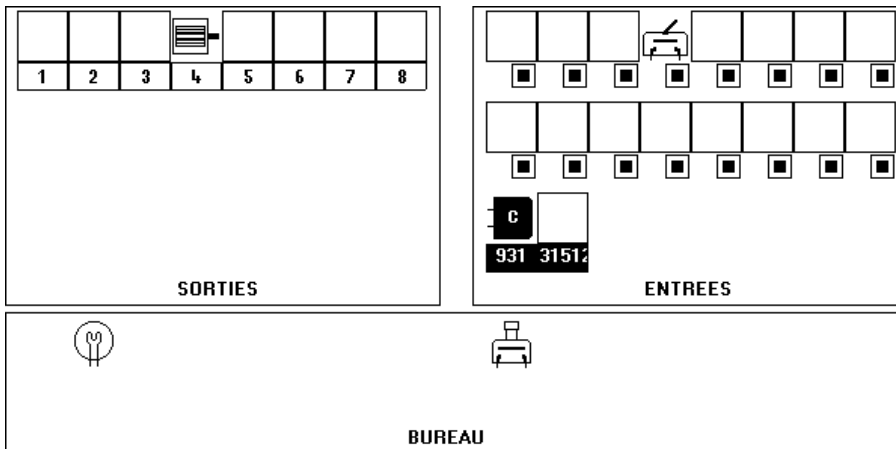 1 2 3 4 5 6 7 8
C
931 31512
SORTIES
ENTREES
BUREAU